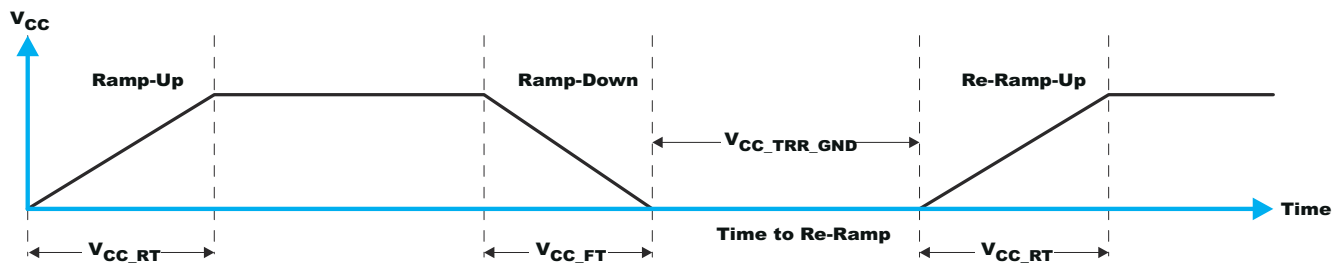 VCC
Ramp-Up
Ramp-Down
Re-Ramp-Up
VCC_TRR_GND
Time
Time to Re-Ramp
VCC_RT
VCC_FT
VCC_RT